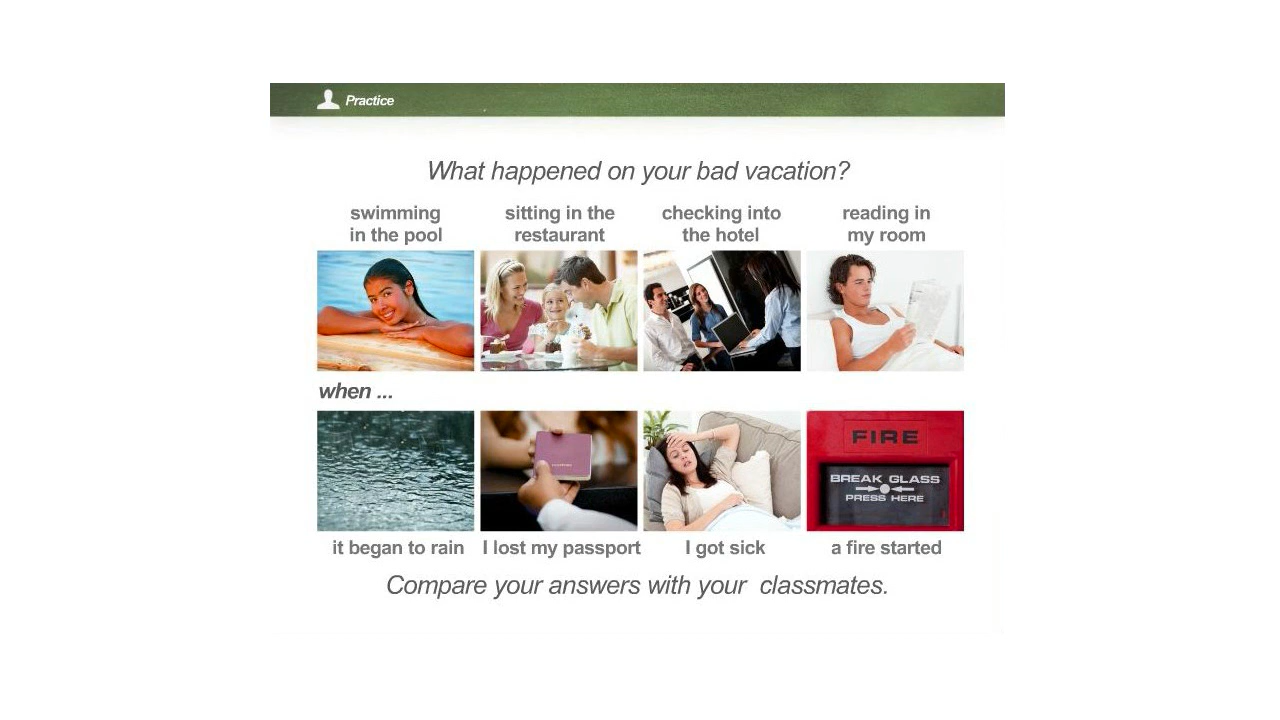 Practice
What happened on your bad vacation?
swimming
in the pool
sitting in the
restaurant
checking into
the hotel
reading in
my room
when ...
FIRE
BREAK GLASS
PRESS HERE
it began to rain
I lost my passport
I got sick
a fire started
Compare your answers with your classmates.